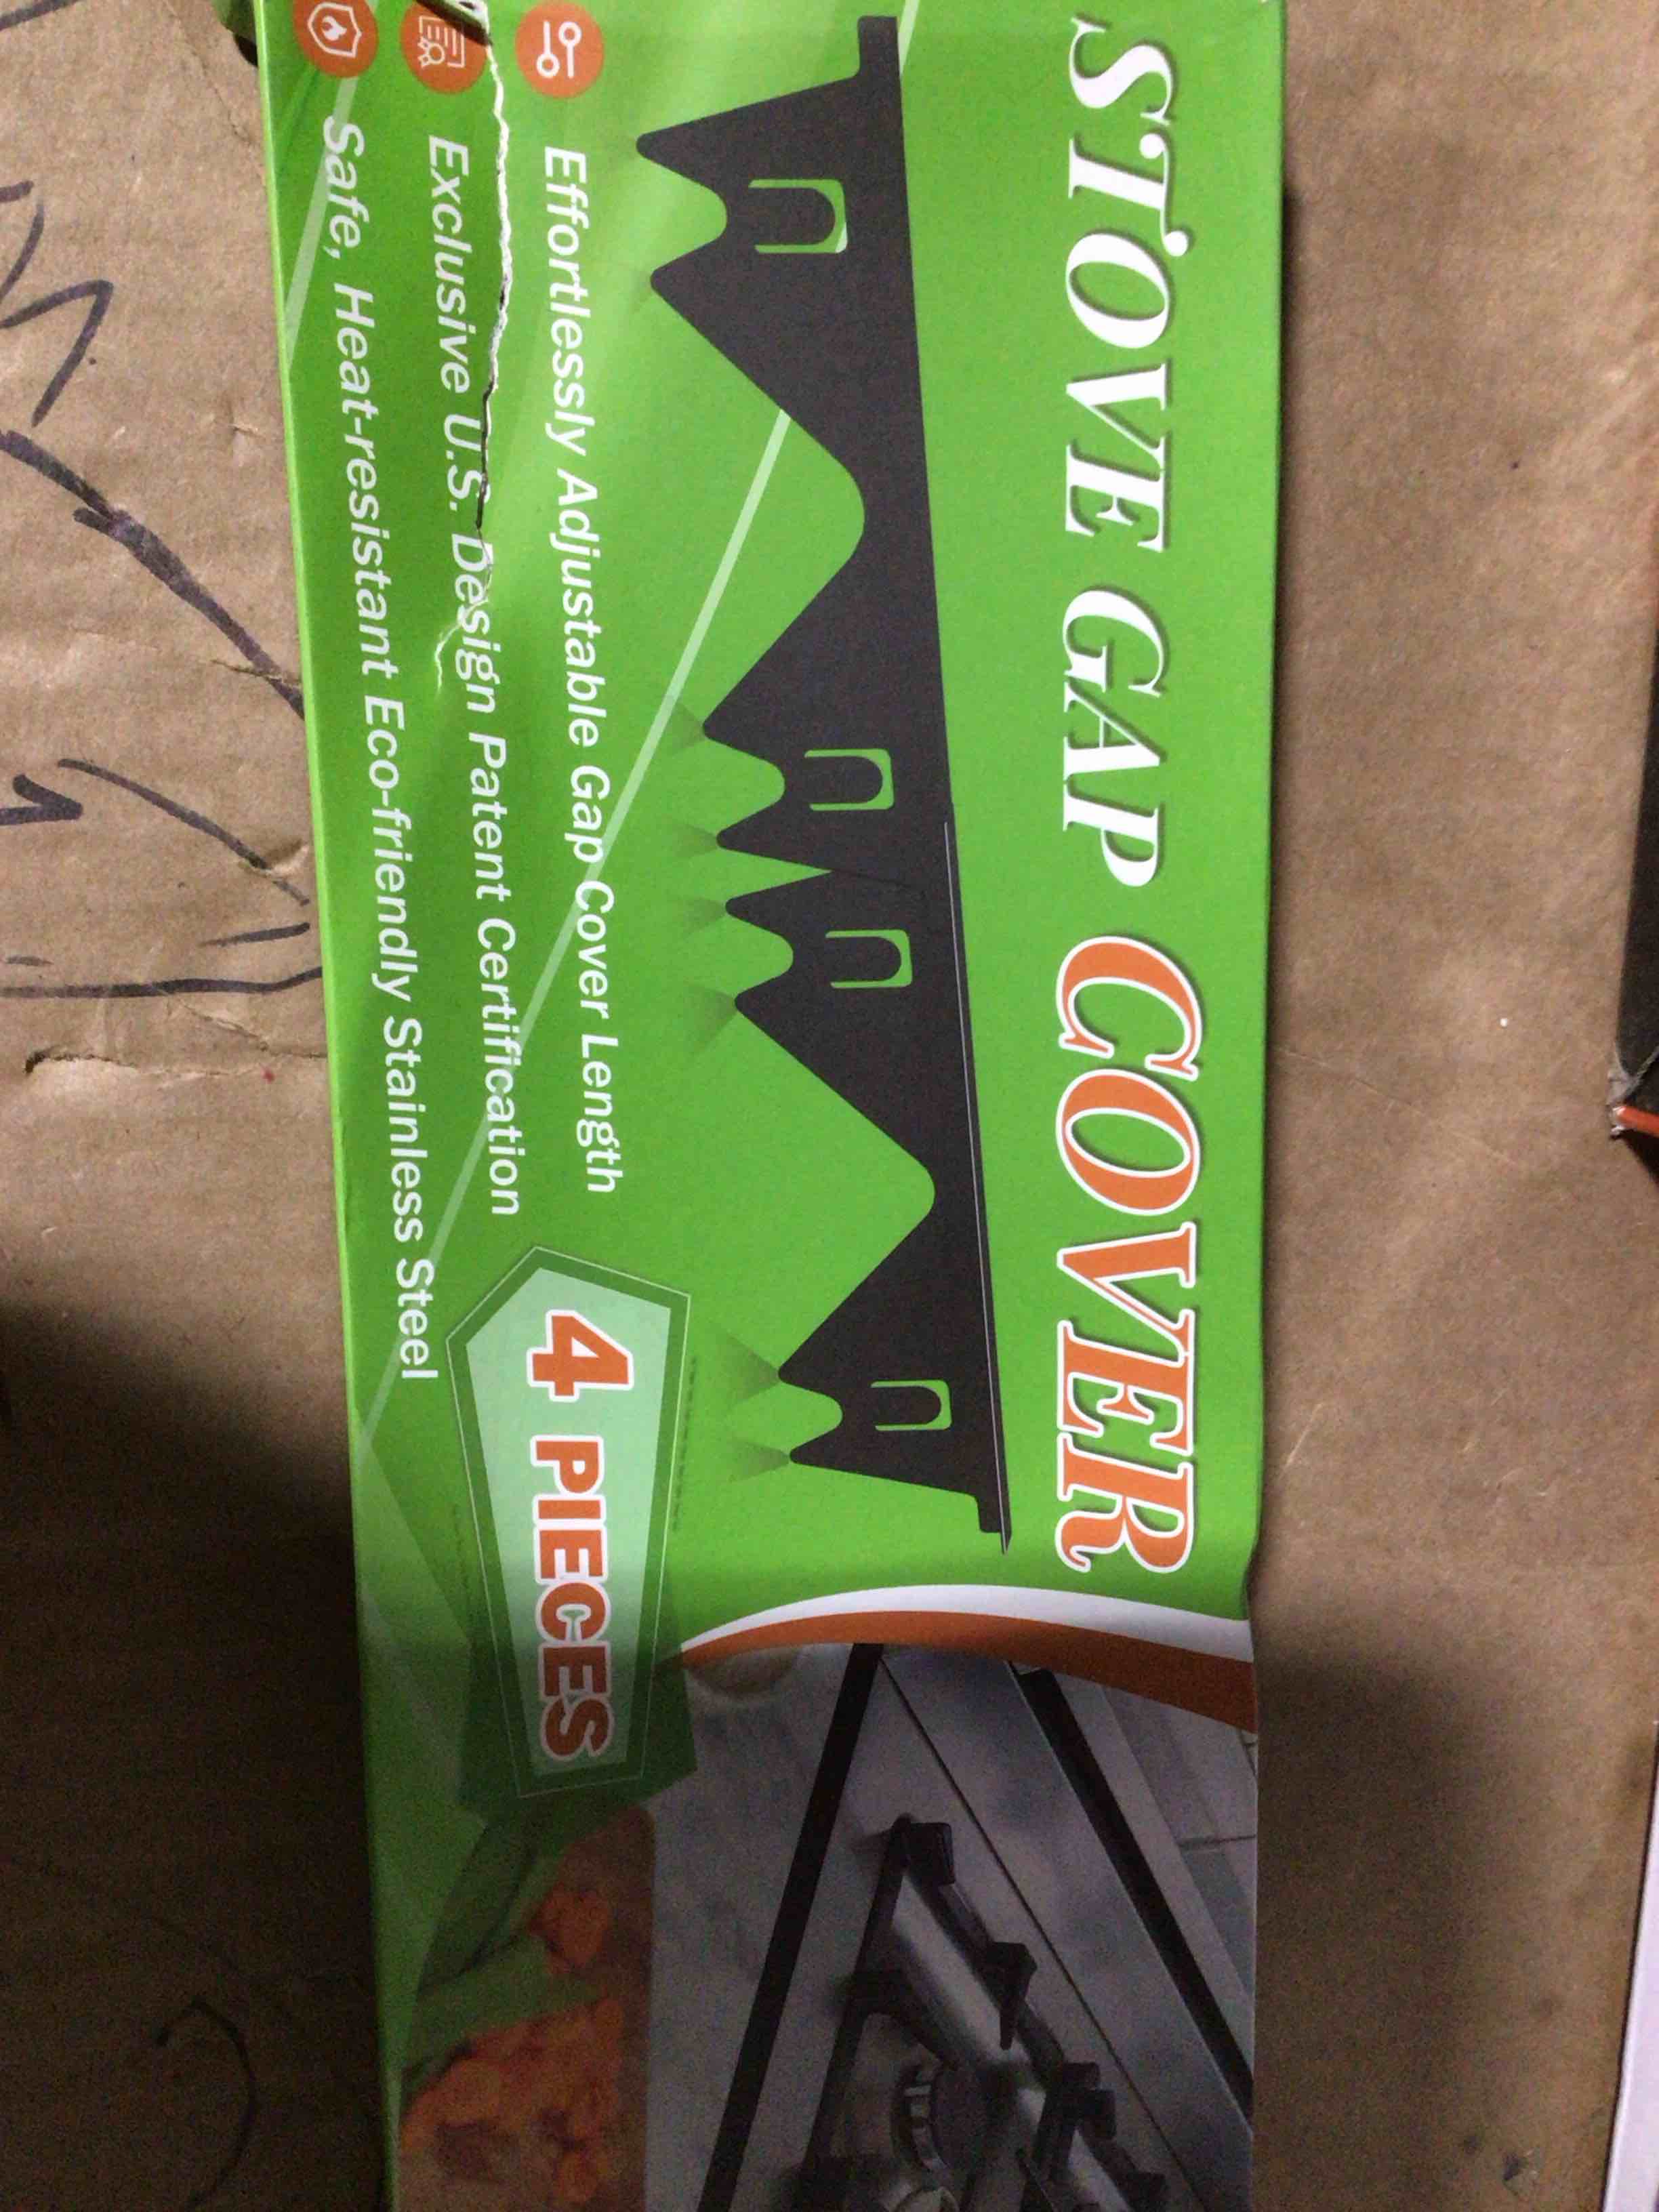 STOVE GAP COVER
Effortlessly Adjustable Gap Cover Length
Exclusive U.S. Design Patent Certification
Safe, Heat-resistant Eco-friendly Stainless Steel
4 PIECES